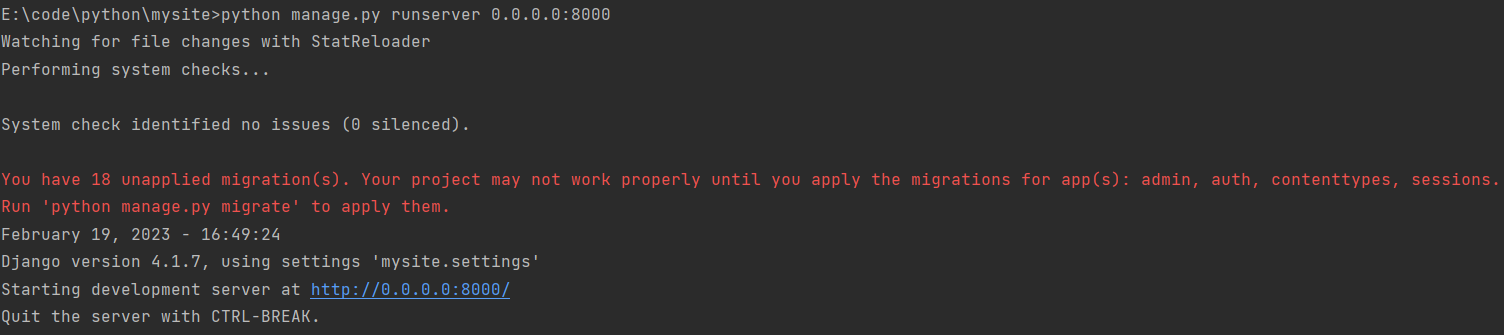 E:\code\python\mysite>python manage.py runserver 0.0.0.0:8000
Watching for file changes with StatReloader
Performing system checks...
System check identified no issues (0 silenced).
You have 18 unapplied migration(s). Your project may not work properly until you apply the migrations for app(s): admin, auth, contenttypes, sessions.
Run 'python manage.py migrate' to apply them.
February 19, 2023 - 16:49:24
Django version 4.1.7, using settings 'mysite.settings'
Starting development server at http://0.0.0.0:8000/
Quit the server with CTRL-BREAK.